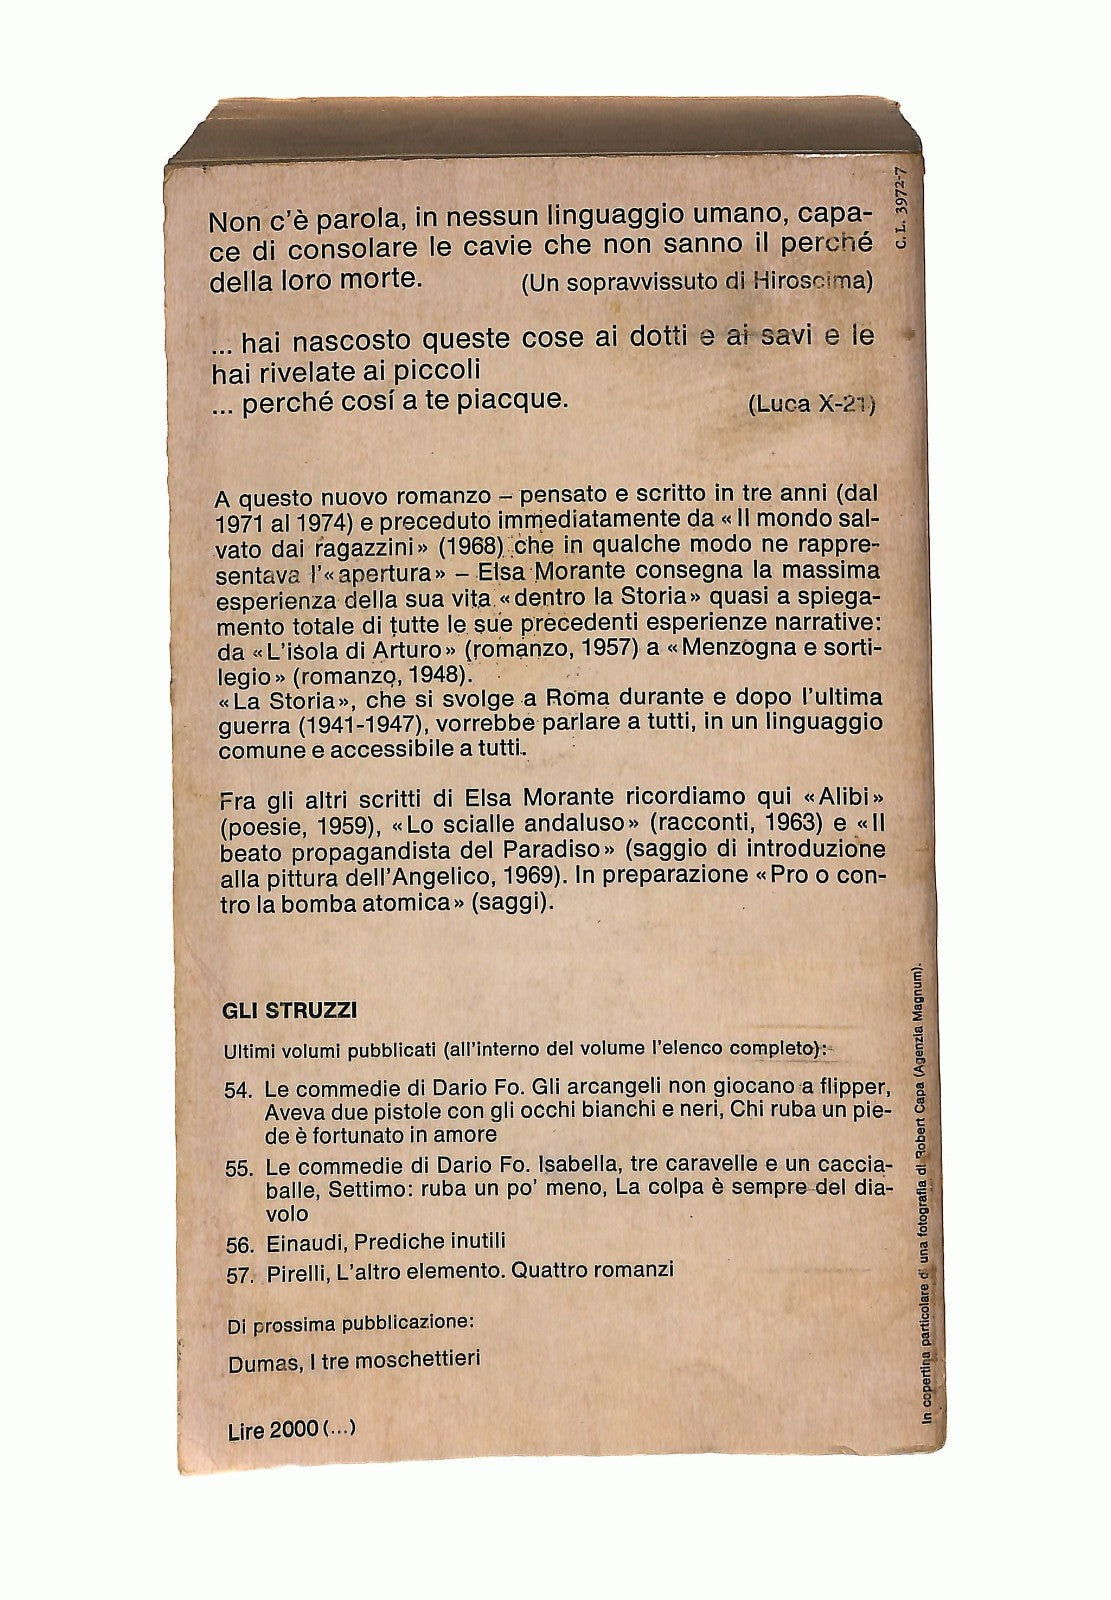 Non c'è parola, in nessun linguaggio umano, capa-
ce di consolare le cavie che non sanno il perché
della loro morte. (Un sopravvissuto di Hiroscima)
... hai nascosto queste cose ai dotti e ai savi e le
hai rivelate ai piccoli
... perché cosí a te piacque. (Luca X-21)
A questo nuovo romanzo – pensato e scritto in tre anni (dal
1971 al 1974) e preceduto immediatamente da «Il mondo sal-
vato dai ragazzini» (1968) che in qualche modo ne rappre-
sentava l'«apertura» – Elsa Morante consegna la massima
esperienza della sua vita «dentro la Storia» quasi a spiega-
mento totale di tutte le sue precedenti esperienze narrative:
da «L'isola di Arturo» (romanzo, 1957) a «Menzogna e sorti-
legio» (romanzo, 1948).
«La Storia», che si svolge a Roma durante e dopo l'ultima
guerra (1941-1947), vorrebbe parlare a tutti, in un linguaggio
comune e accessibile a tutti.
Fra gli altri scritti di Elsa Morante ricordiamo qui «Alibi»
(poesie, 1959), «Lo scialle andaluso» (racconti, 1963) e «Il
beato propagandista del Paradiso» (saggio di introduzione
alla pittura dell'Angelico, 1969). In preparazione «Pro o con-
tro la bomba atomica» (saggi).
GLI STRUZZI
Ultimi volumi pubblicati (all'interno del volume l'elenco completo):
54. Le commedie di Dario Fo. Gli arcangeli non giocano a flipper,
Aveva due pistole con gli occhi bianchi e neri, Chi ruba un pie-
de è fortunato in amore
55. Le commedie di Dario Fo. Isabella, tre caravelle e un caccia-
balle, Settimo: ruba un po' meno, La colpa è sempre del dia-
volo
56. Einaudi, Prediche inutili
57. Pirelli, L'altro elemento. Quattro romanzi
Di prossima pubblicazione:
Dumas, I tre moschettieri
Lire 2000 (...)
C. L. 3972-7
In copertina particolare di una fotografia di Robert Capa (Agenzia Magnum).